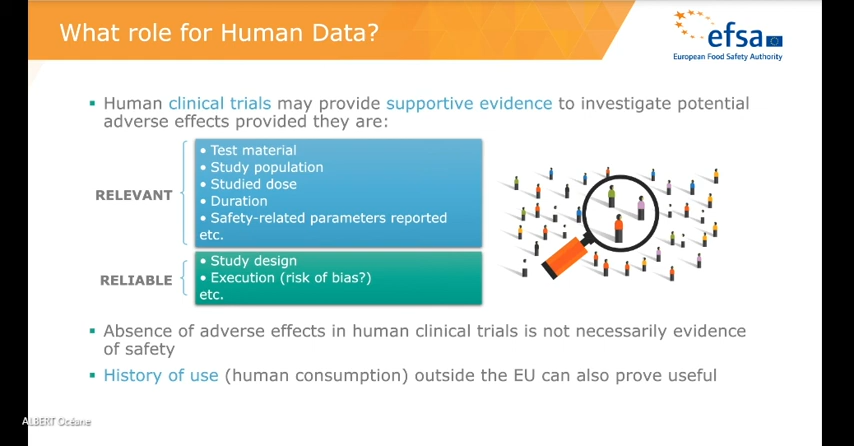 What role for Human Data?
efsa
European Food Safety Authority
▪ Human clinical trials may provide supportive evidence to investigate potential
adverse effects provided they are:
RELEVANT
• Test material
• Study population
• Studied dose
• Duration
• Safety-related parameters reported
etc.
RELIABLE
• Study design
• Execution (risk of bias?)
etc.
▪ Absence of adverse effects in human clinical trials is not necessarily evidence
of safety
▪ History of use (human consumption) outside the EU can also prove useful
ALBERT Océane